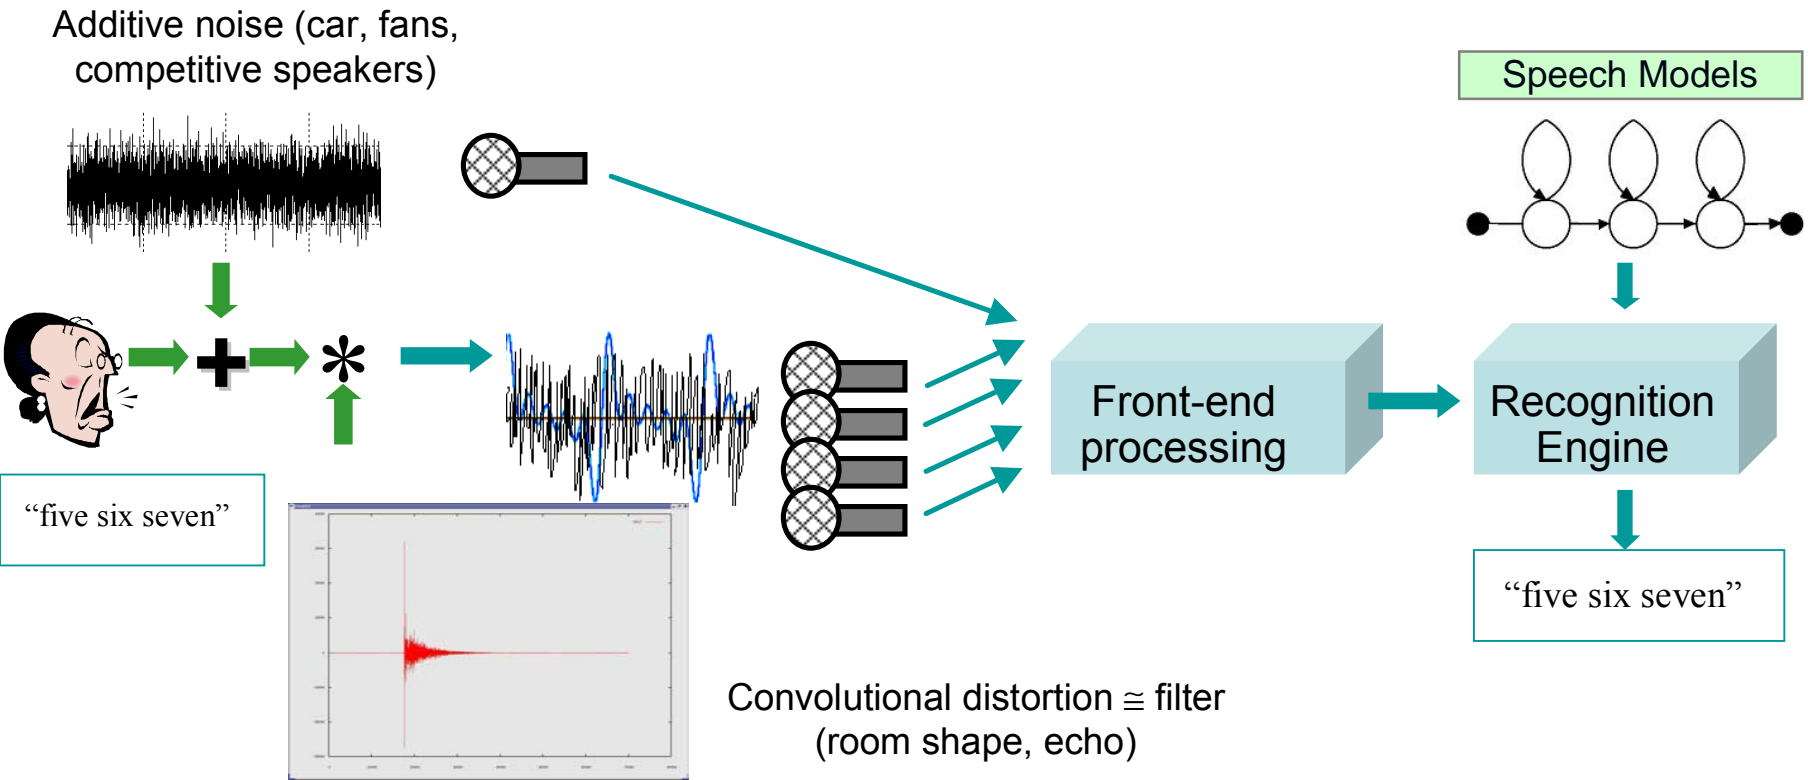 Additive noise (car, fans,
competitive speakers)
Speech Models
Front-end
processing
Recognition
Engine
“five six seven”
“five six seven”
Convolutional distortion ≅ filter
(room shape, echo)